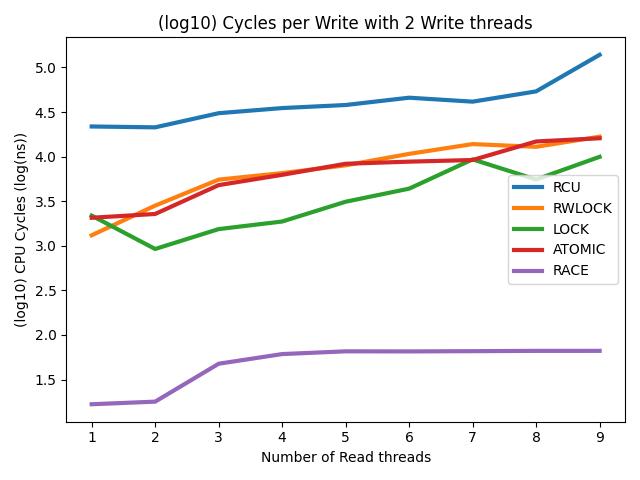 (log10) Cycles per Write with 2 Write threads
(log10) CPU Cycles (log(ns))
5.0
4.5
4.0
3.5
3.0
2.5
2.0
1.5
RCU
RWLOCK
LOCK
ATOMIC
RACE
1 2 3 4 5 6 7 8 9
Number of Read threads